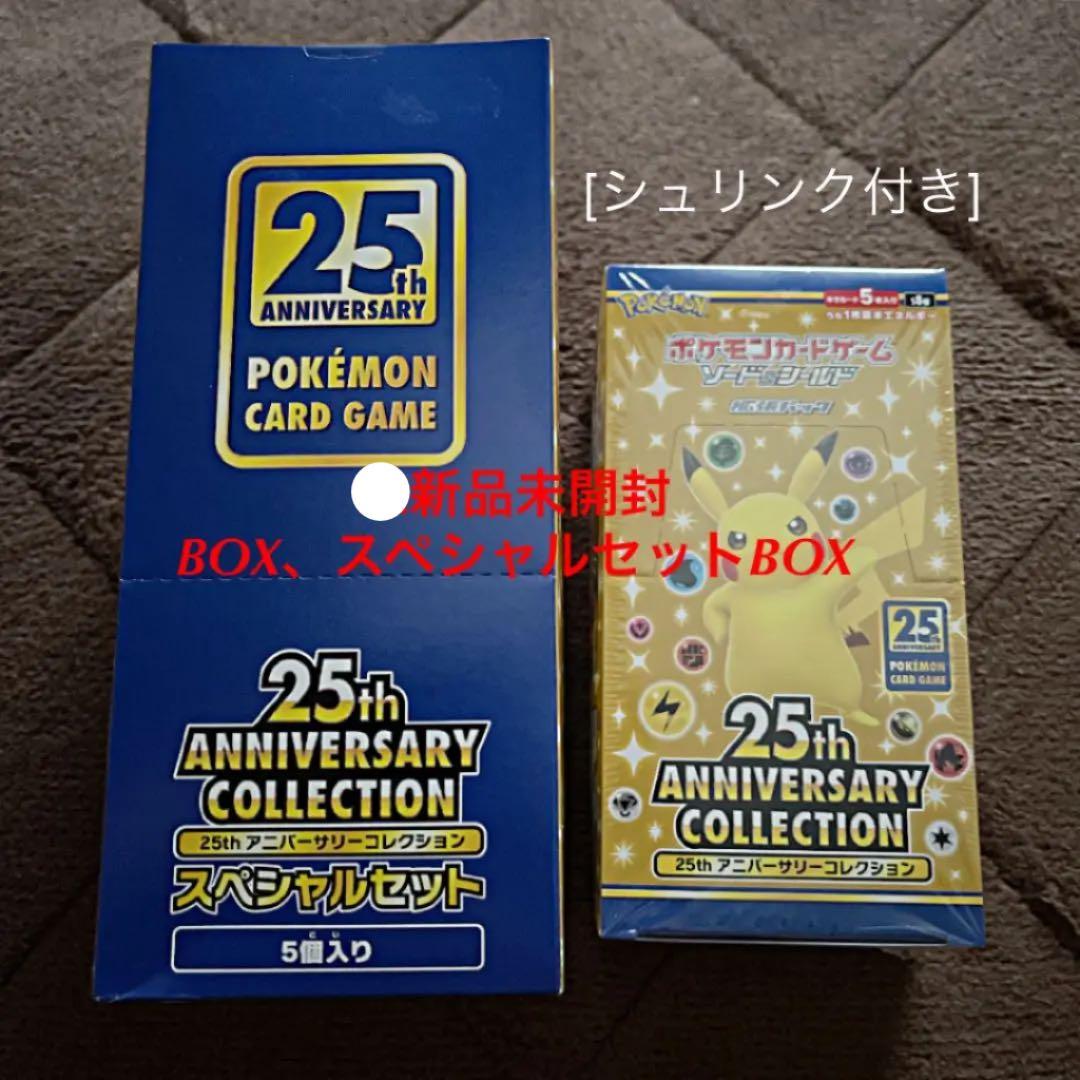 25th
ANNIVERSARY
POKÉMON
CARD GAME
25th
ANNIVERSARY
COLLECTION
25th アニバーサリーコレクション
スペシャルセット
5個入り
[シュリンク付き]
新品未開封
BOX、スペシャルセットBOX
POKÉMON
ポケモンカードゲーム
ソード&シールド
拡張パック
25th
ANNIVERSARY
POKÉMON
CARD GAME
25th
ANNIVERSARY
COLLECTION
25th アニバーサリーコレクション